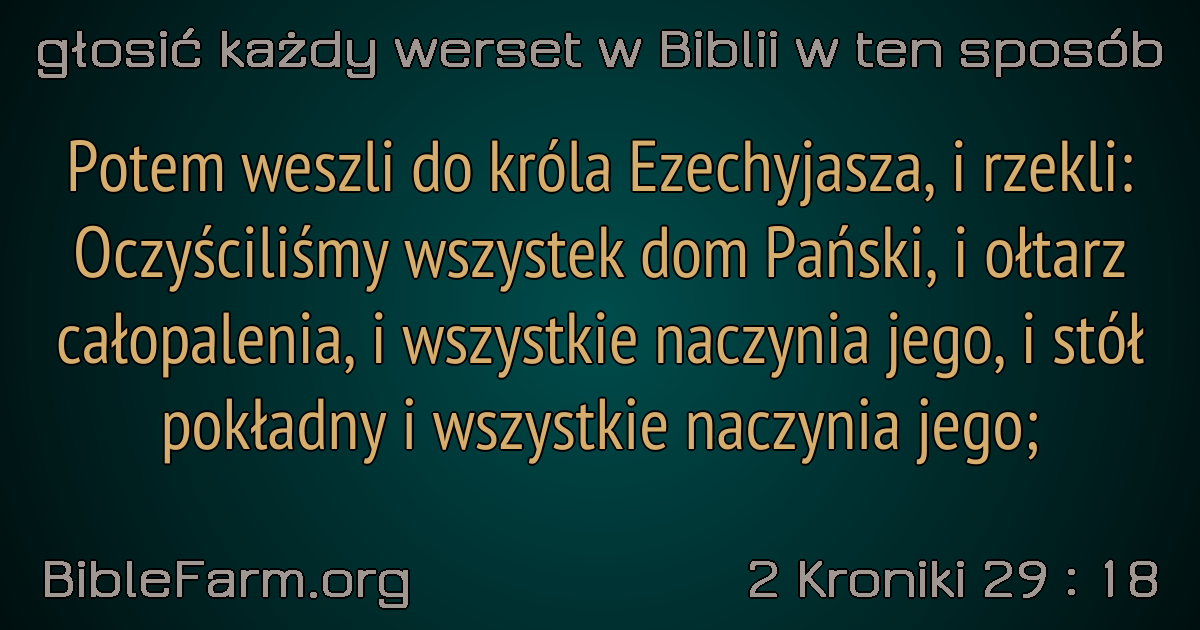 głosić każdy werset w Biblii w ten sposób
Potem weszli do króla Ezechyjasza, i rzekli:
Oczyściliśmy wszystek dom Pański, i ołtarz
całopalenia, i wszystkie naczynia jego, i stół
pokładny i wszystkie naczynia jego;
BibleFarm.org
2 Kroniki 29 : 18